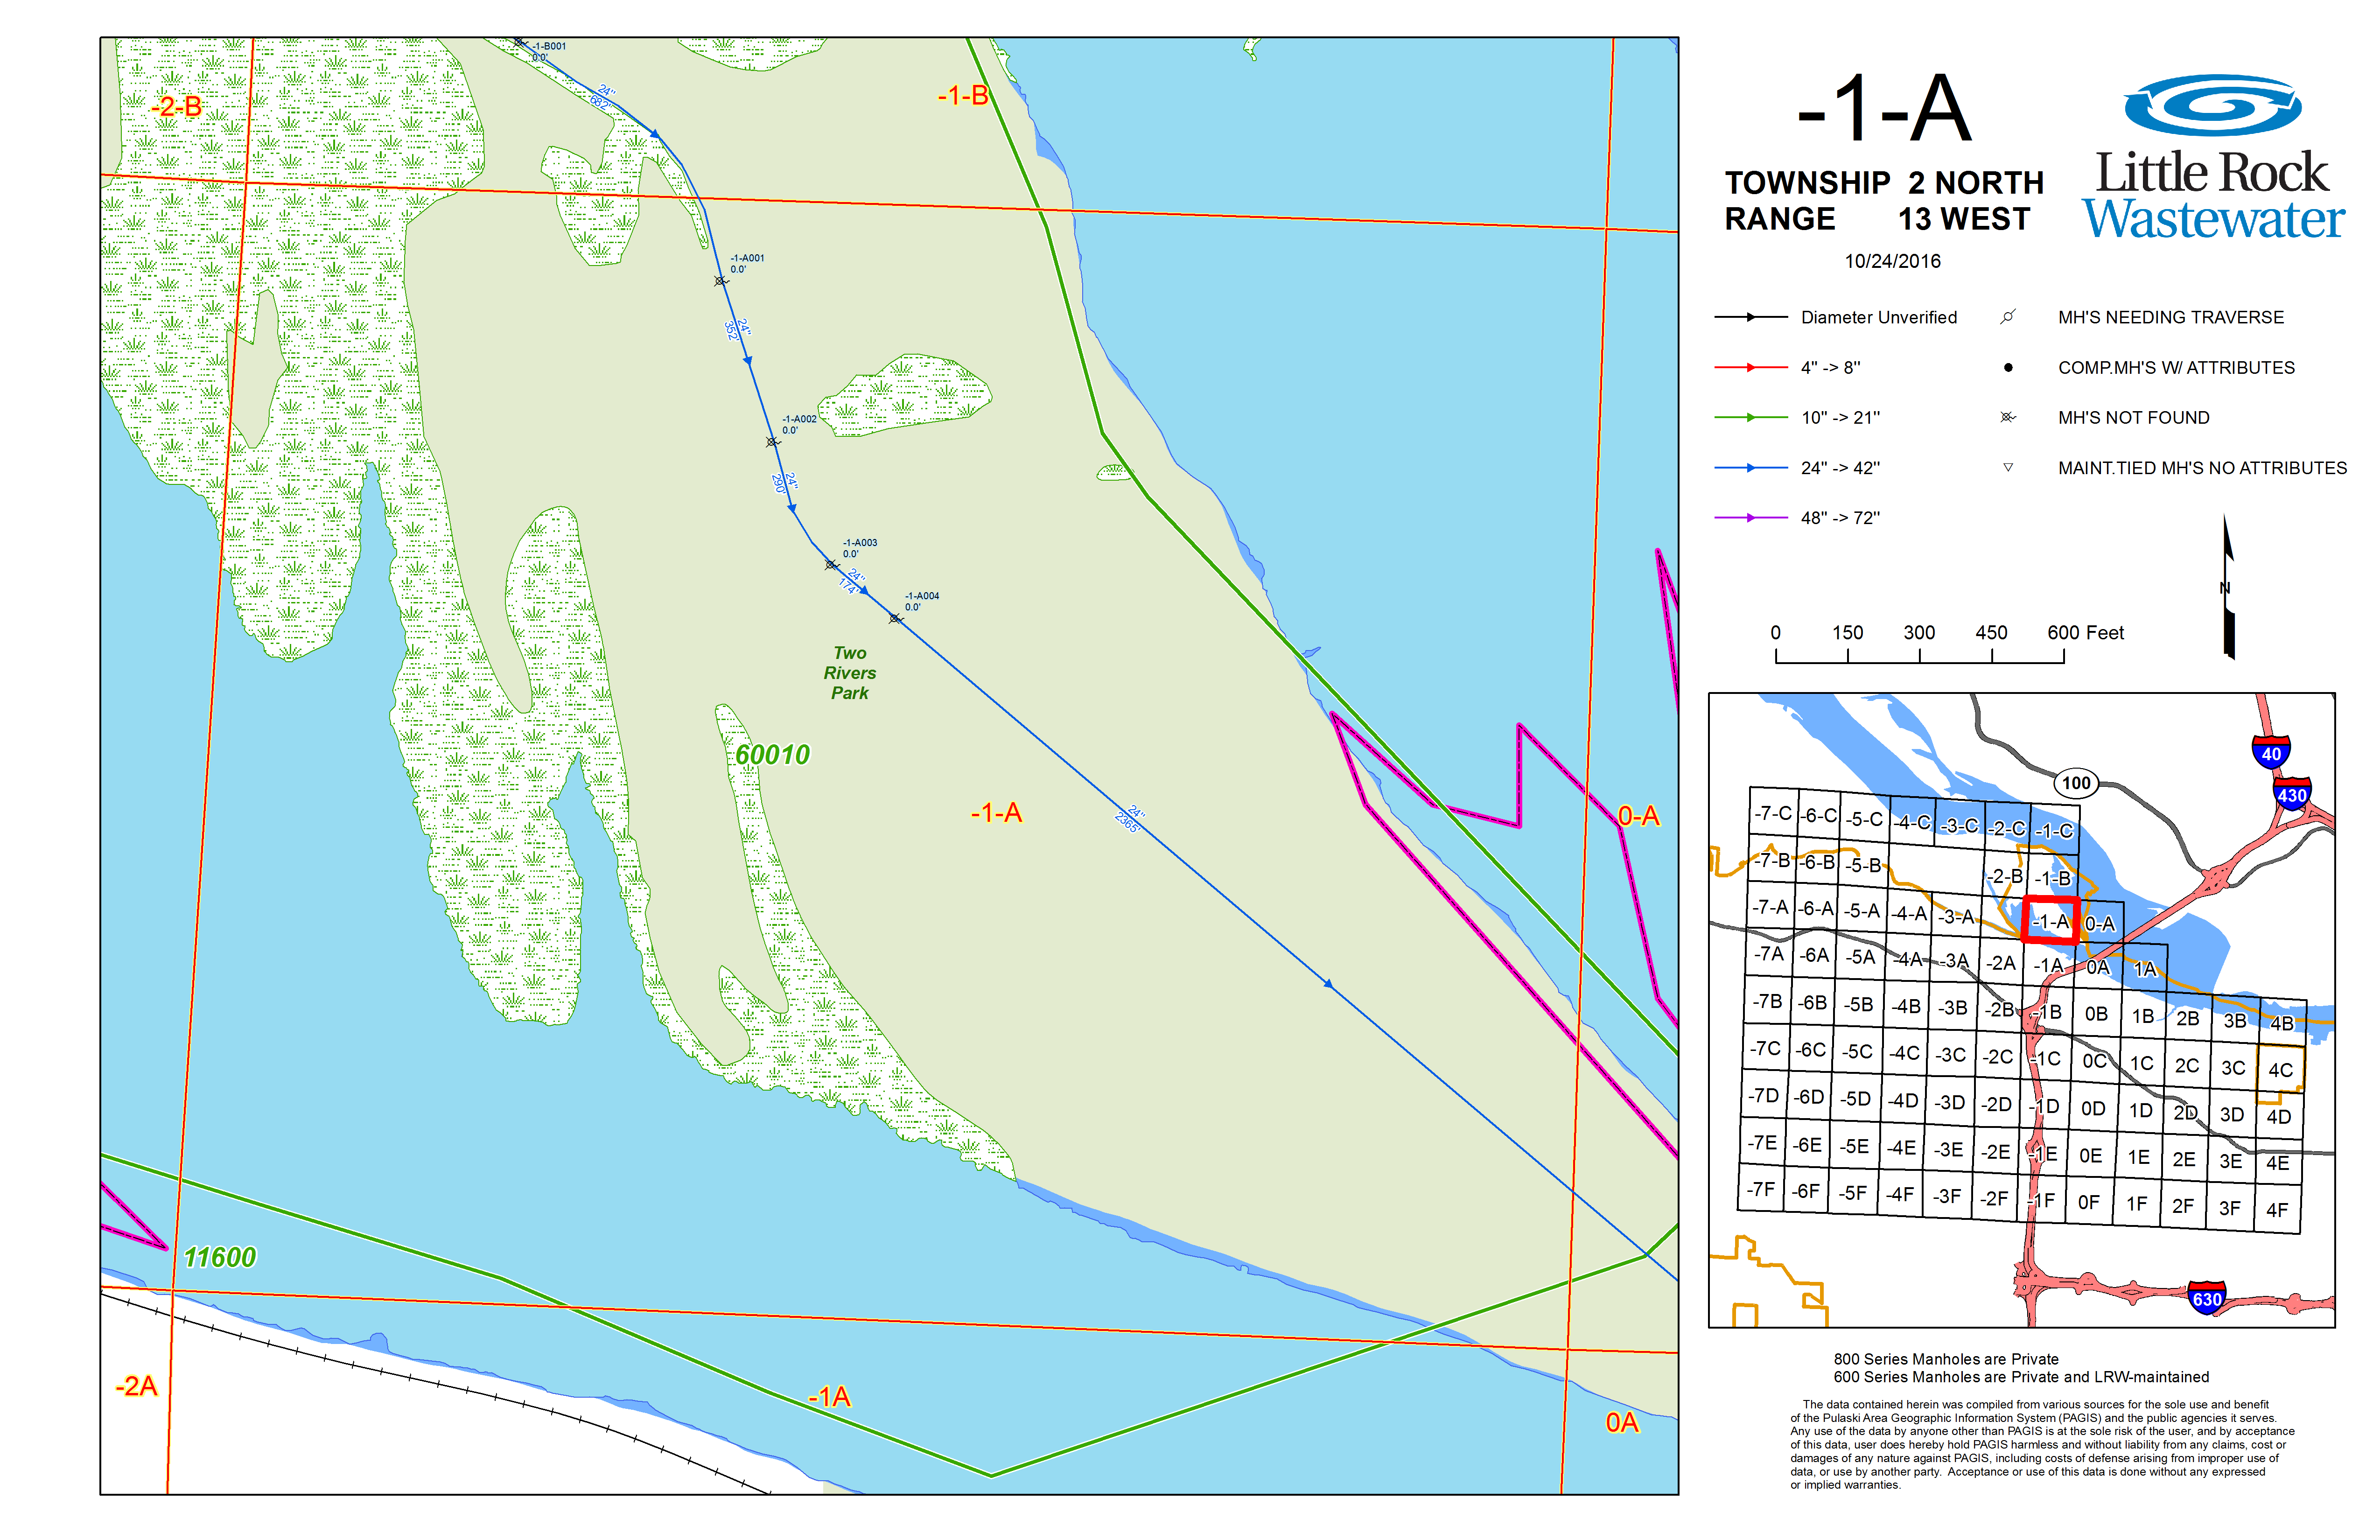 -1-B001
0.0'
24"
682'
-2-B
-1-B
-1-A001
0.0'
24"
352'
-1-A002
0.0'
24"
290'
-1-A003
0.0'
24"
174'
-1-A004
0.0'
Two
Rivers
Park
60010
-1-A
0-A
24"
2365'
11600
-2A
-1A
0A
-1-A
TOWNSHIP 2 NORTH
RANGE 13 WEST
10/24/2016
Little Rock
Wastewater
Diameter Unverified
4" -> 8"
10" -> 21"
24" -> 42"
48" -> 72"
MH'S NEEDING TRAVERSE
COMP.MH'S W/ ATTRIBUTES
MH'S NOT FOUND
MAINT.TIED MH'S NO ATTRIBUTES
N
0 150 300 450 600 Feet
40
430
100
-7-C -6-C -5-C -4-C -3-C -2-C -1-C
-7-B -6-B -5-B -2-B -1-B
-7-A -6-A -5-A -4-A -3-A -1-A 0-A
-7A -6A -5A -4A -3A -2A -1A 0A 1A
-7B -6B -5B -4B -3B -2B -1B 0B 1B 2B 3B 4B
-7C -6C -5C -4C -3C -2C -1C 0C 1C 2C 3C 4C
-7D -6D -5D -4D -3D -2D -1D 0D 1D 2D 3D 4D
-7E -6E -5E -4E -3E -2E -1E 0E 1E 2E 3E 4E
-7F -6F -5F -4F -3F -2F -1F 0F 1F 2F 3F 4F
630
800 Series Manholes are Private
600 Series Manholes are Private and LRW-maintained
The data contained herein was compiled from various sources for the sole use and benefit
of the Pulaski Area Geographic Information System (PAGIS) and the public agencies it serves.
Any use of the data by anyone other than PAGIS is at the sole risk of the user, and by acceptance
of this data, user does hereby hold PAGIS harmless and without liability from any claims, cost or
damages of any nature against PAGIS, including costs of defense arising from improper use of
data, or use by another party. Acceptance or use of this data is done without any expressed
or implied warranties.